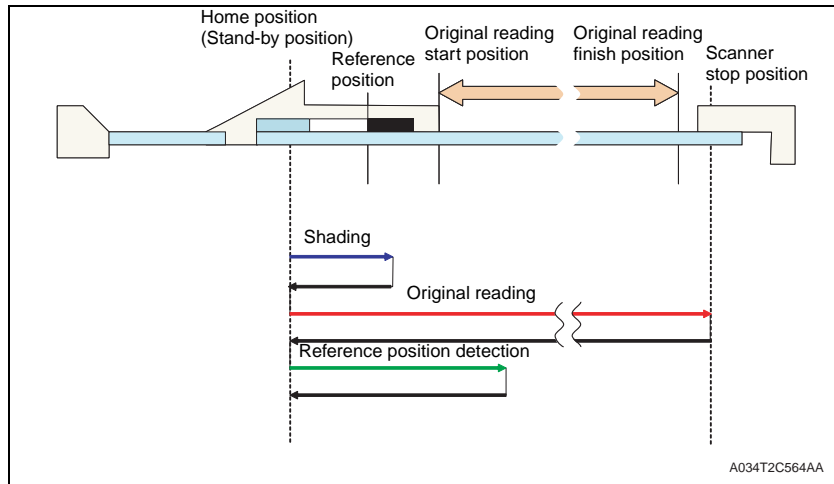 Home position
(Stand-by position)
Reference
position
Original reading
start position
Original reading
finish position
Scanner
stop position
Shading
Original reading
Reference position detection
A034T2C564AA